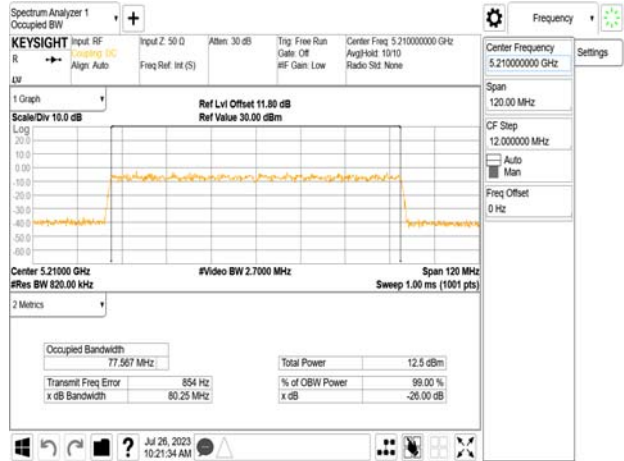 Spectrum Analyzer 1
Occupied BW
Frequency
KEYSIGHT
R
Input: RF
Coupling: DC
Align: Auto
Input Z: 50 Ω
Freq Ref: Int (S)
Atten: 30 dB
Trig: Free Run
Gate: Off
#IF Gain: Low
Center Freq: 5.210000000 GHz
Avg|Hold: 10/10
Radio Std: None
Center Frequency
5.210000000 GHz
Settings
Span
120.00 MHz
CF Step
12.000000 MHz
Auto
Man
Freq Offset
0 Hz
1 Graph
Scale/Div 10.0 dB
Ref Lvl Offset 11.80 dB
Ref Value 30.00 dBm
Log
20.0
10.0
0.00
-10.0
-20.0
-30.0
-40.0
-50.0
-60.0
Center 5.21000 GHz
#Res BW 820.00 kHz
#Video BW 2.7000 MHz
Span 120 MHz
Sweep 1.00 ms (1001 pts)
2 Metrics
Occupied Bandwidth
77.567 MHz
Total Power 12.5 dBm
Transmit Freq Error 854 Hz
% of OBW Power 99.00 %
x dB Bandwidth 80.25 MHz
x dB -26.00 dB
?
Jul 26, 2023
10:21:34 AM